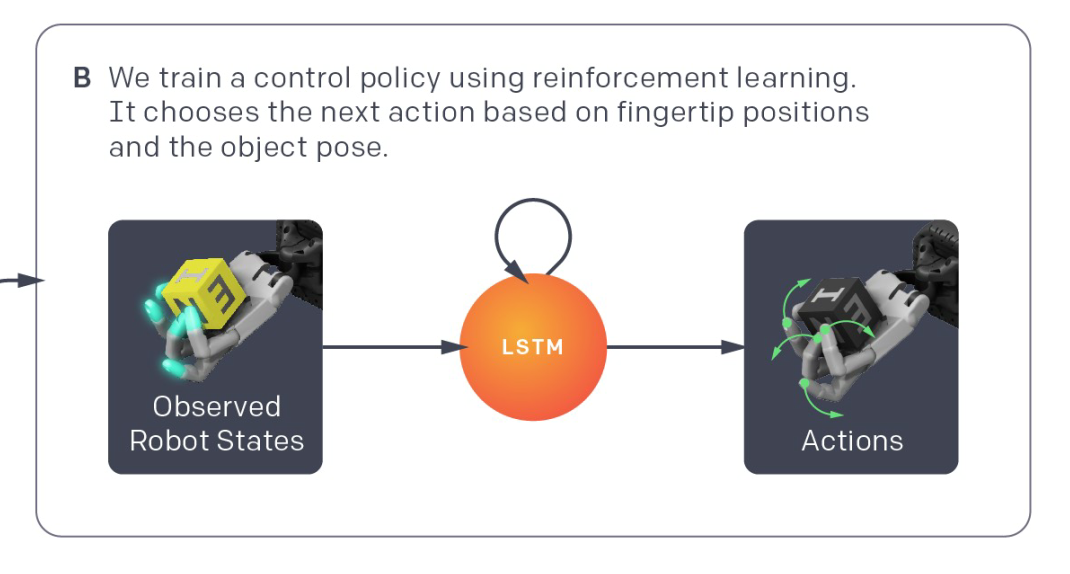 B We train a control policy using reinforcement learning.
It chooses the next action based on fingertip positions
and the object pose.
I
N E
LSTM
I
E
Observed
Robot States
Actions